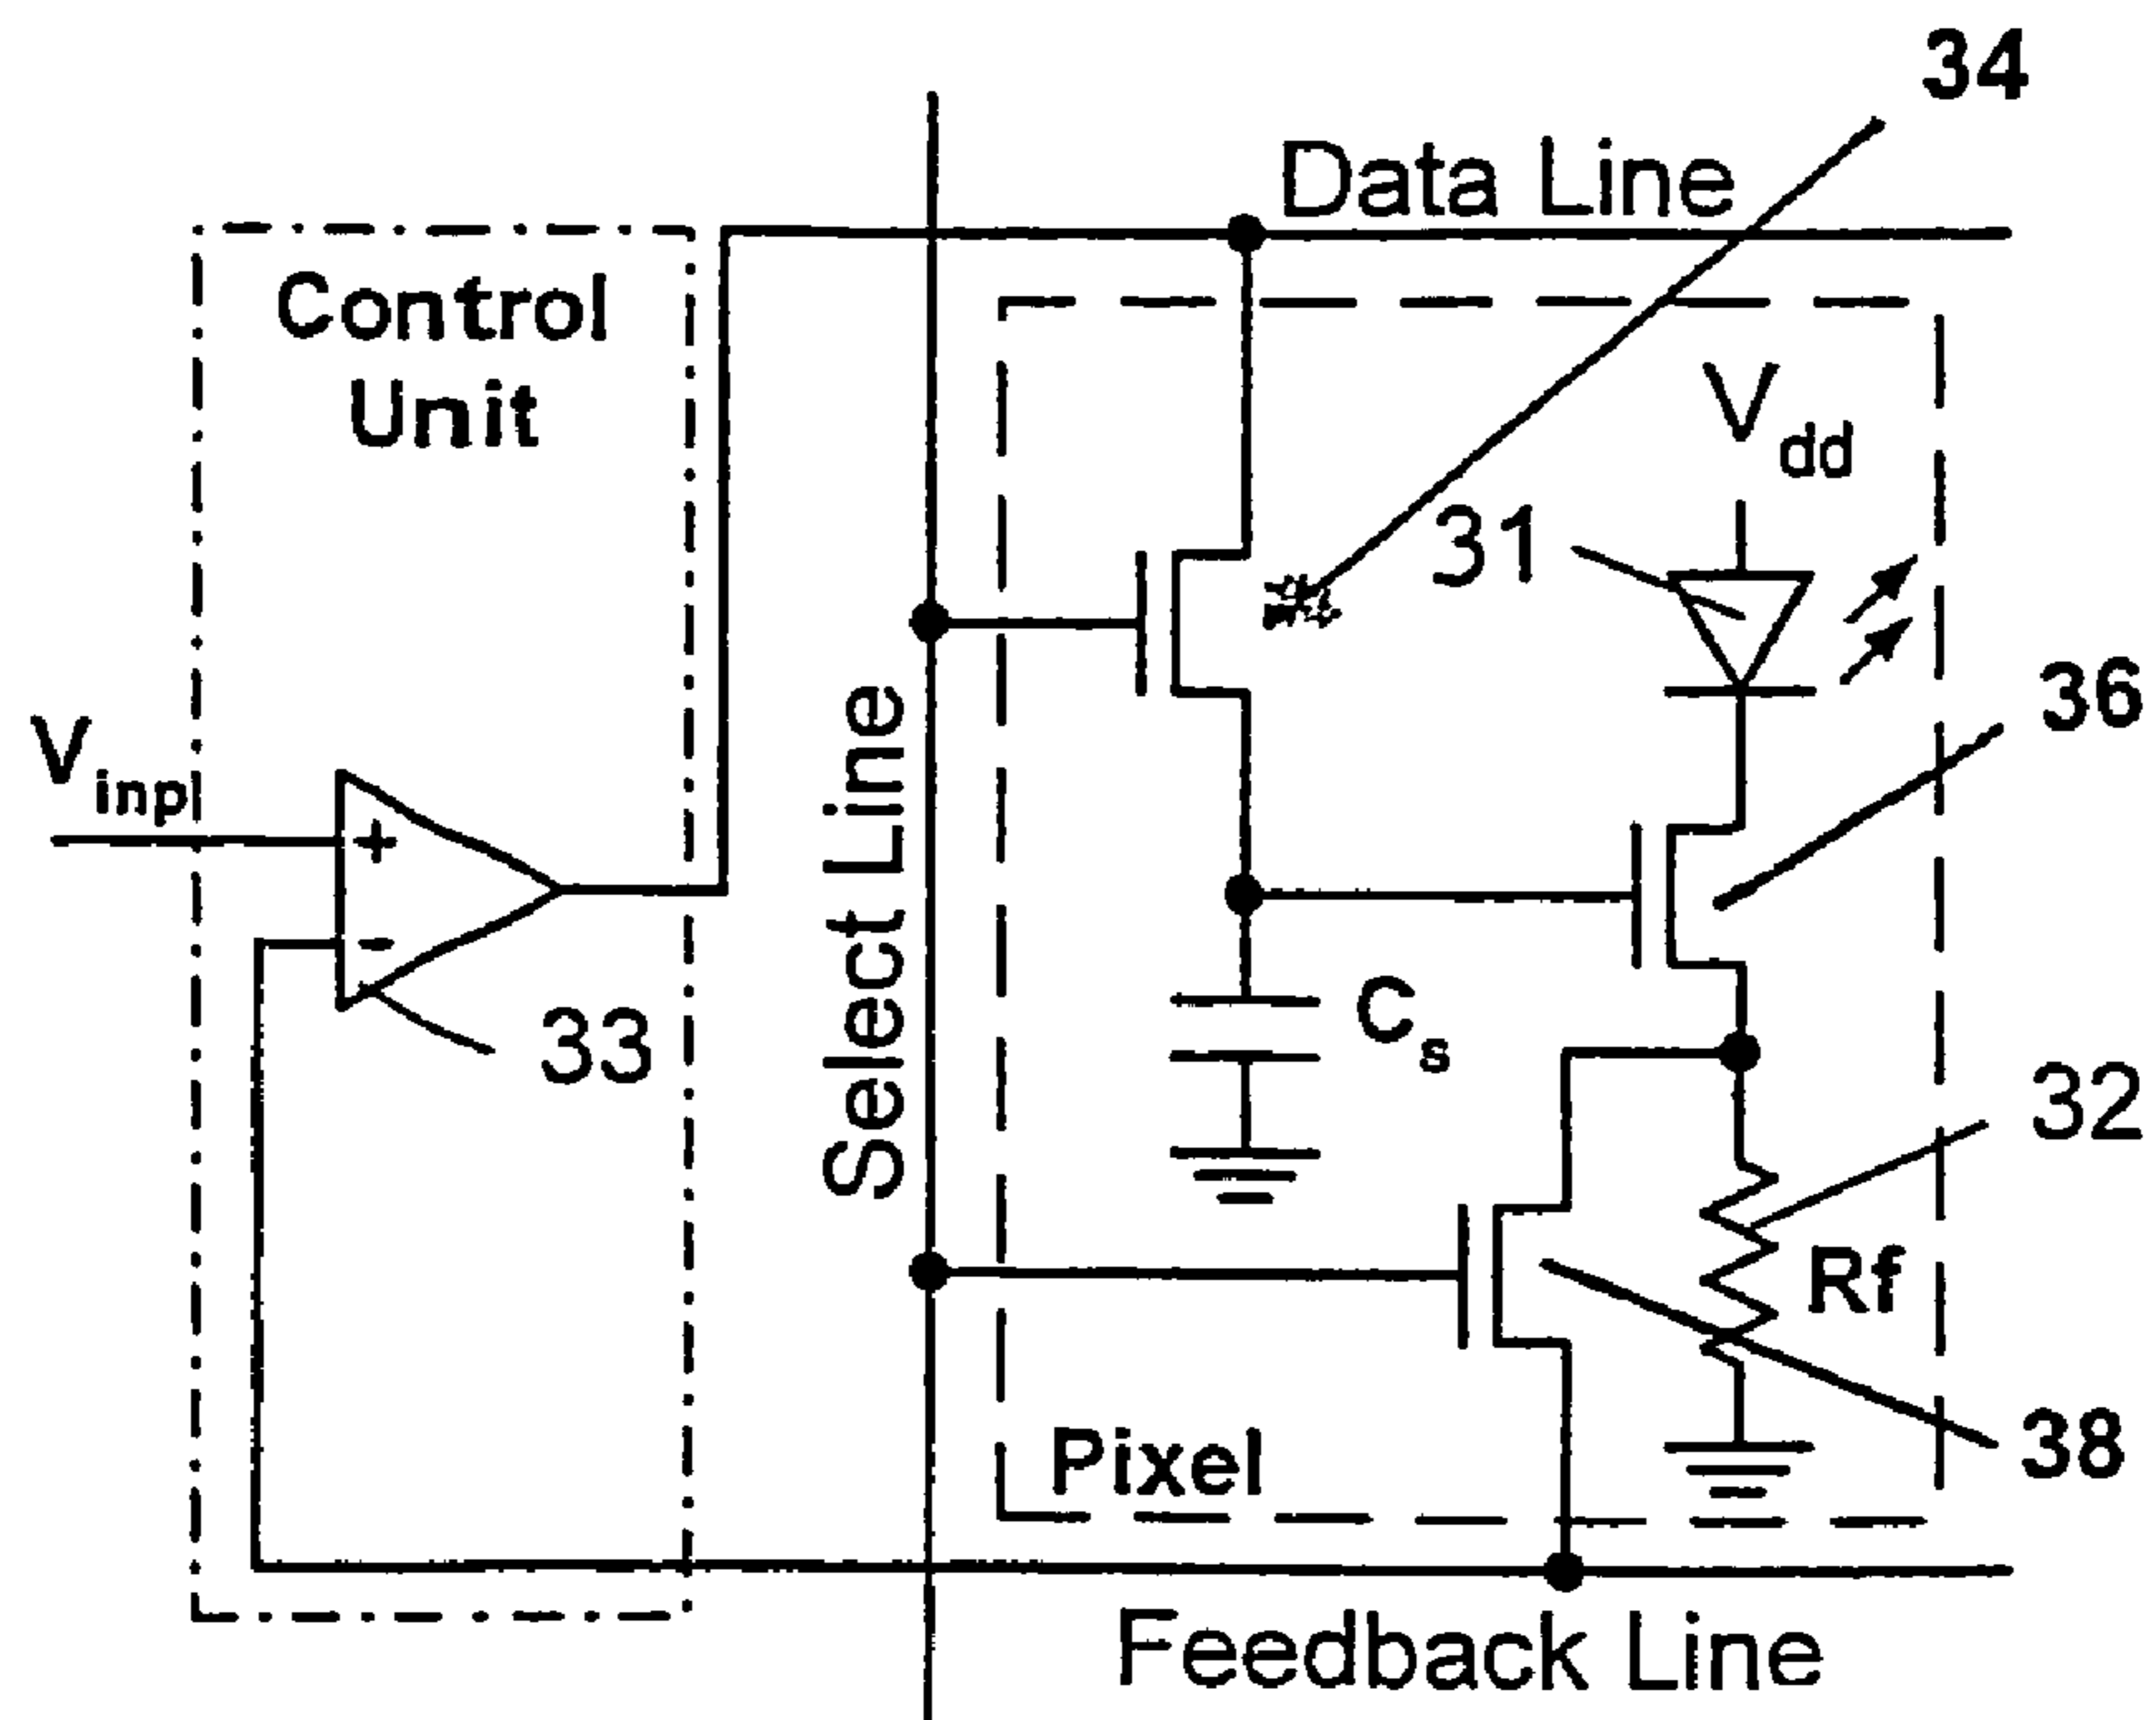 34
Data Line
Control
Unit
V dd
31
36
V inp
Select Line
+
-
33
C s
32
Rf
38
Pixel
Feedback Line